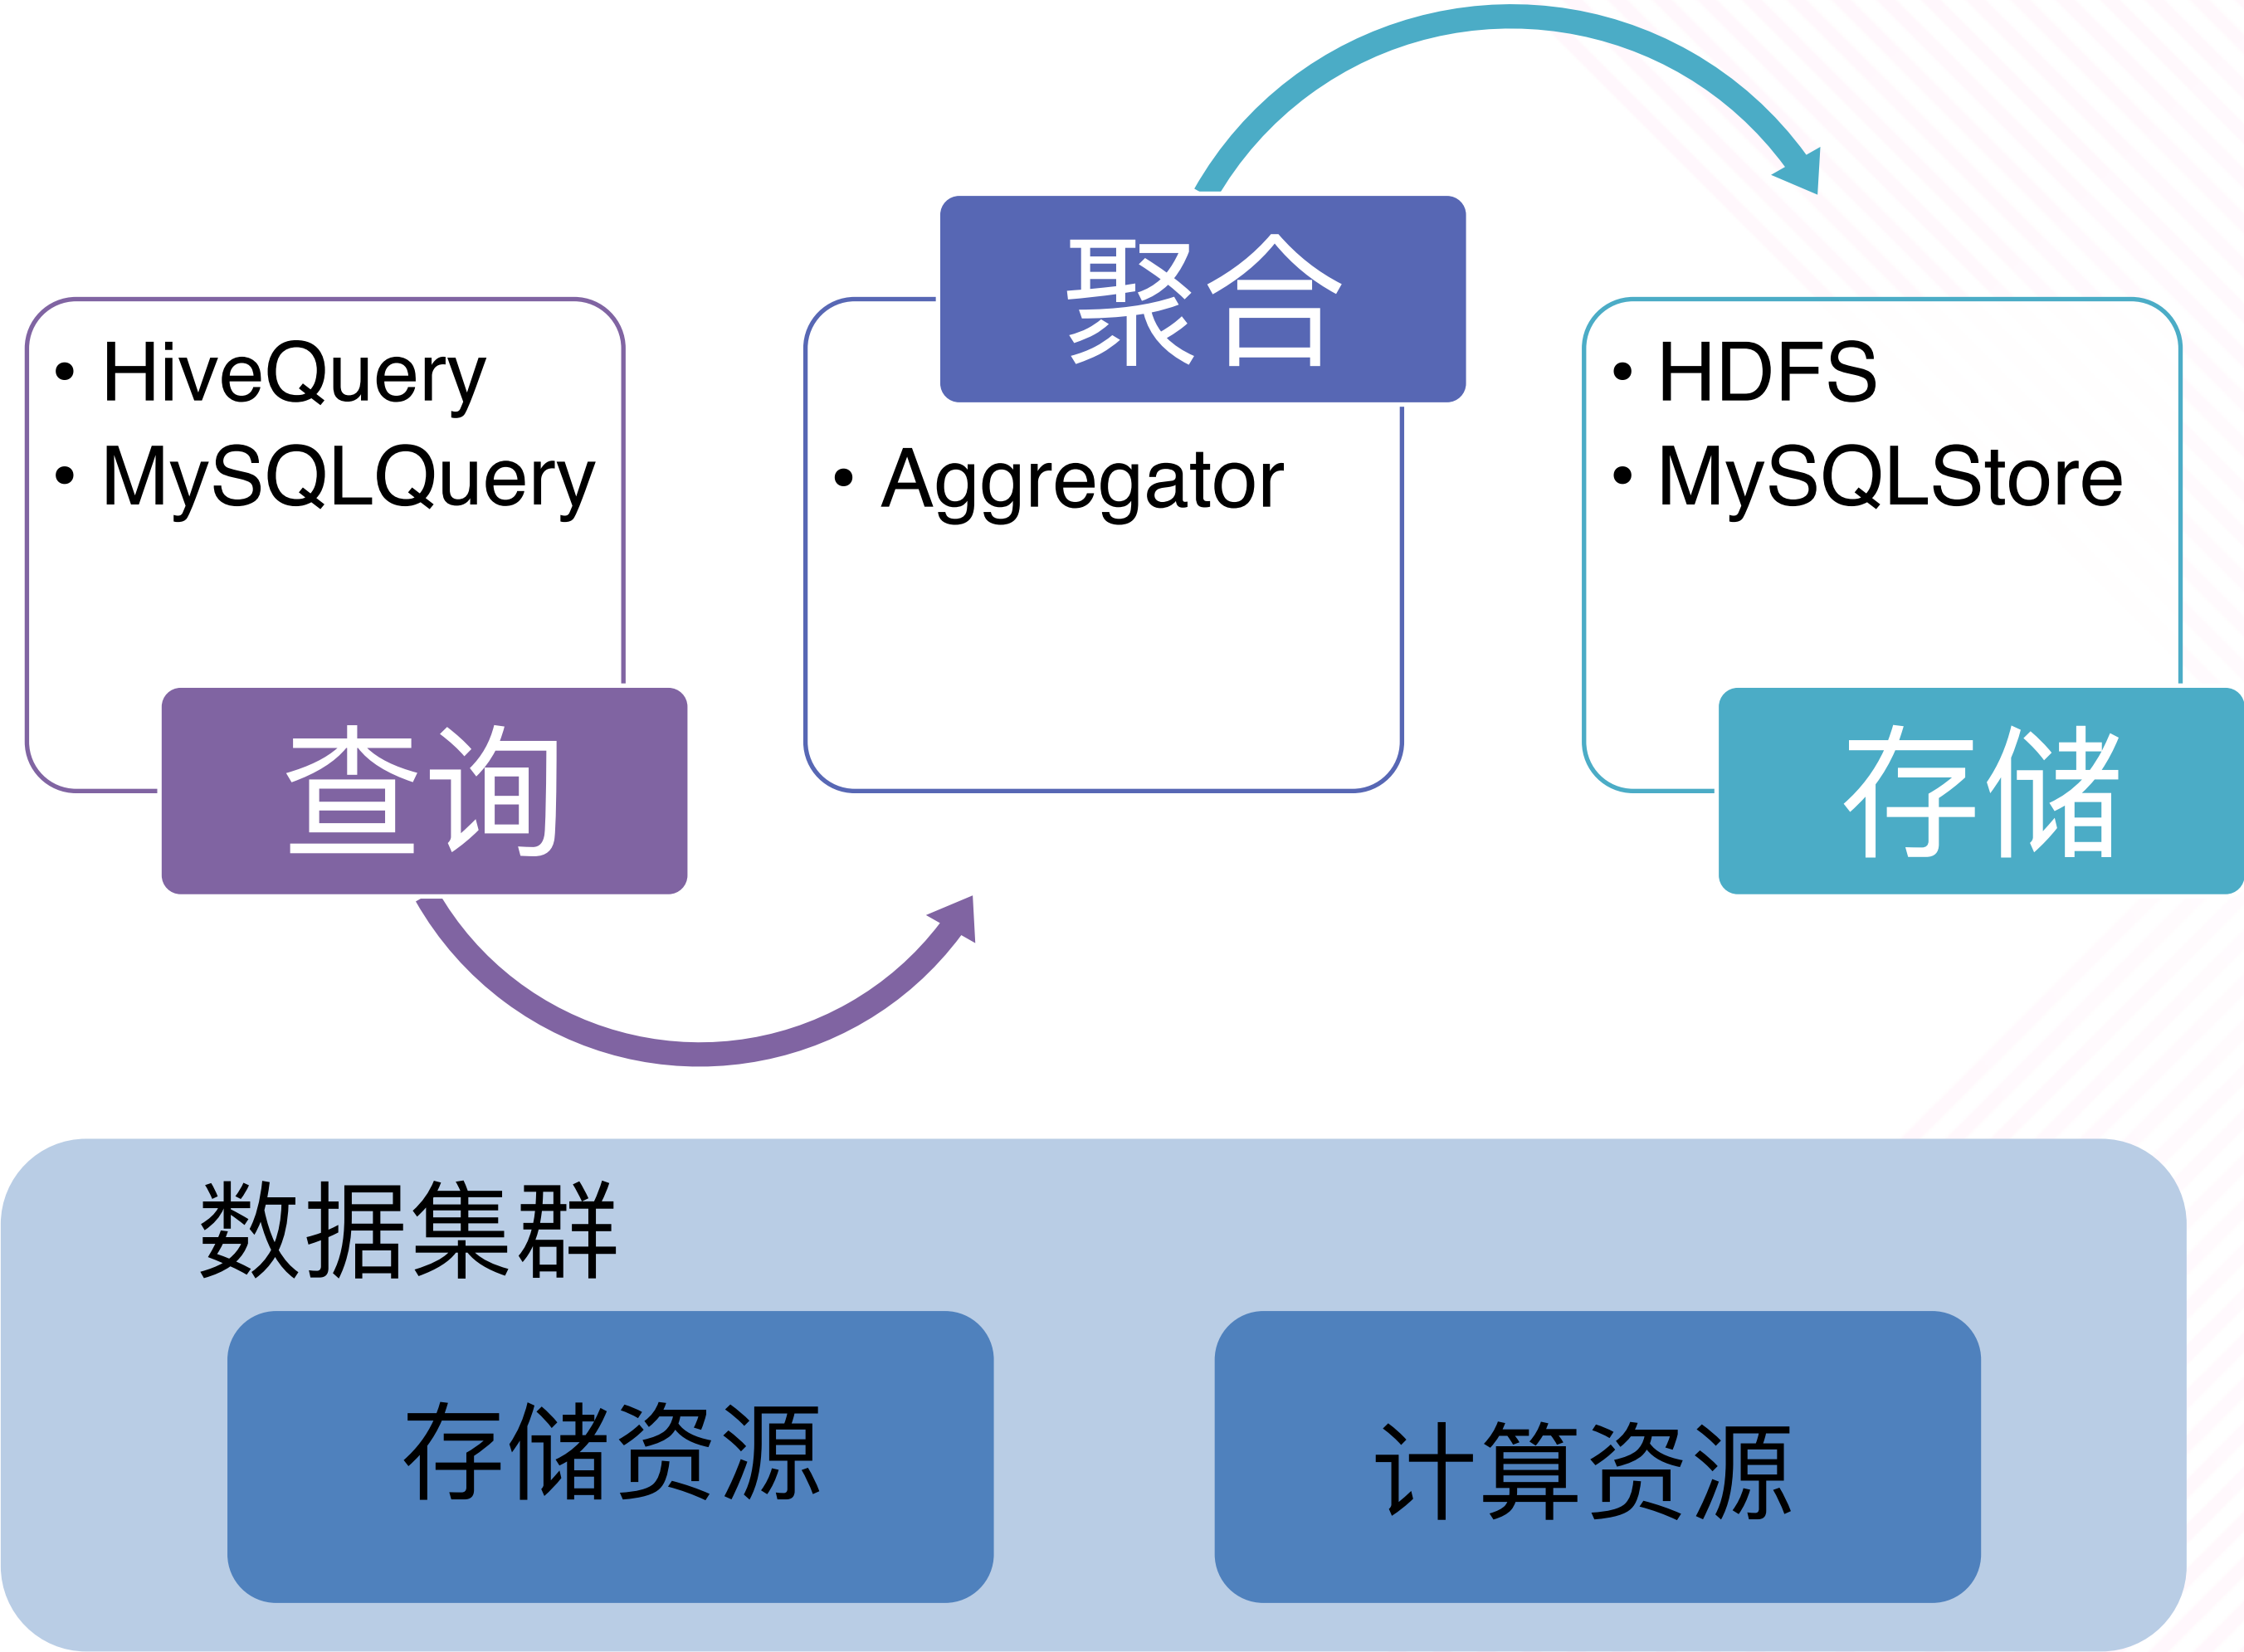 • HiveQuery
• MySQLQuery
查询
聚合
• Aggregator
• HDFS
• MySQLStore
存储
数据集群
存储资源
计算资源